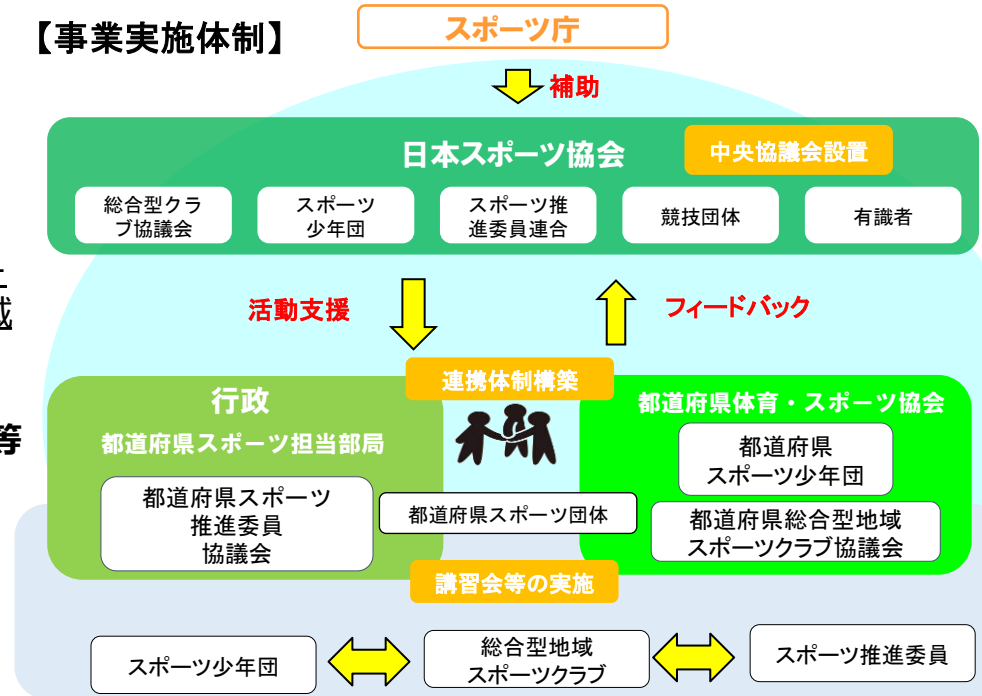 【事業実施体制】
スポーツ庁
補助
日本スポーツ協会
中央協議会設置
総合型クラ
ブ協議会
スポーツ
少年団
スポーツ推
進委員連合
競技団体
有識者
域
等
活動支援
フィードバック
連携体制構築
行政
都道府県スポーツ担当部局
都道府県スポーツ
推進委員
協議会
都道府県スポーツ団体
都道府県体育・スポーツ協会
都道府県
スポーツ少年団
都道府県総合型地域
スポーツクラブ協議会
講習会等の実施
スポーツ少年団
総合型地域
スポーツクラブ
スポーツ推進委員